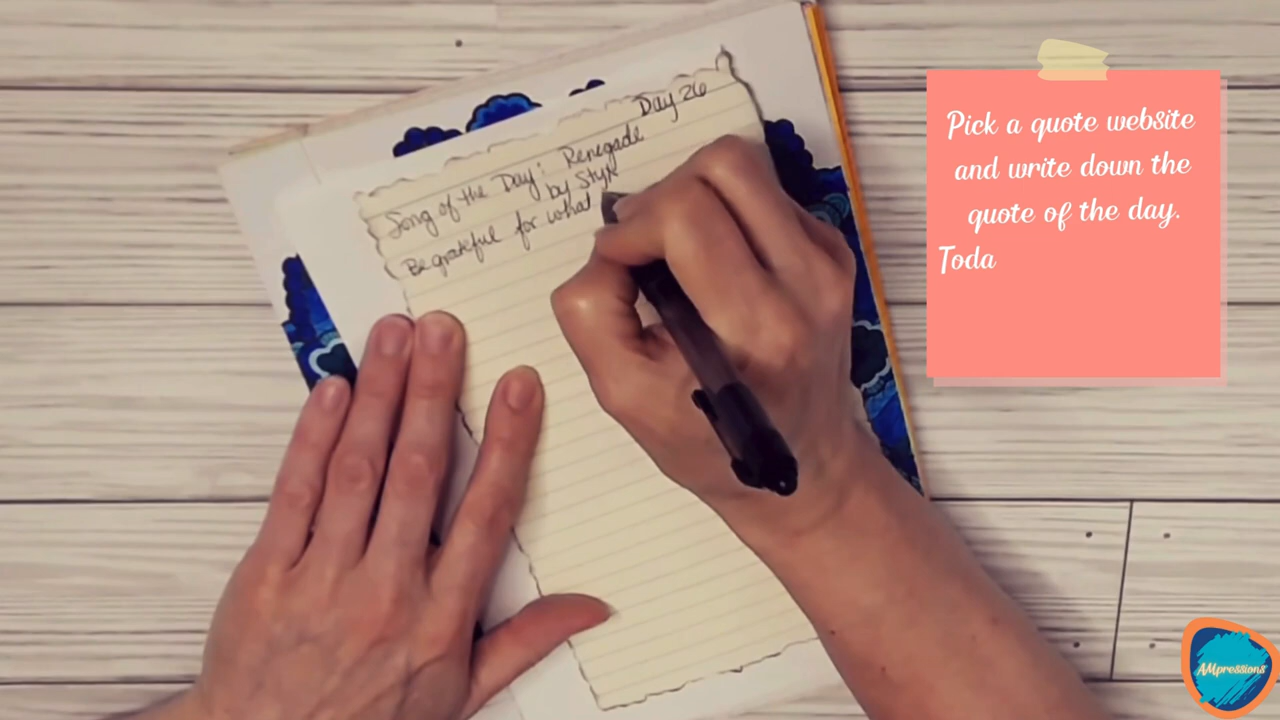 Day 26
Song of the Day: Renegade
by Styx
Be grateful for what
Pick a quote website
and write down the
quote of the day.
Toda
AMpressions